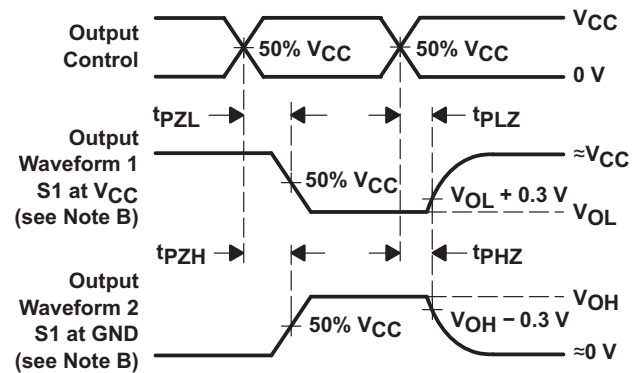 Output
Control
50% VCC
50% VCC
VCC
0 V
tPZL
tPLZ
Output
Waveform 1
S1 at VCC
(see Note B)
50% VCC
≈VCC
VOL + 0.3 V
VOL
tPZH
tPHZ
Output
Waveform 2
S1 at GND
(see Note B)
50% VCC
VOH
VOH − 0.3 V
≈0 V